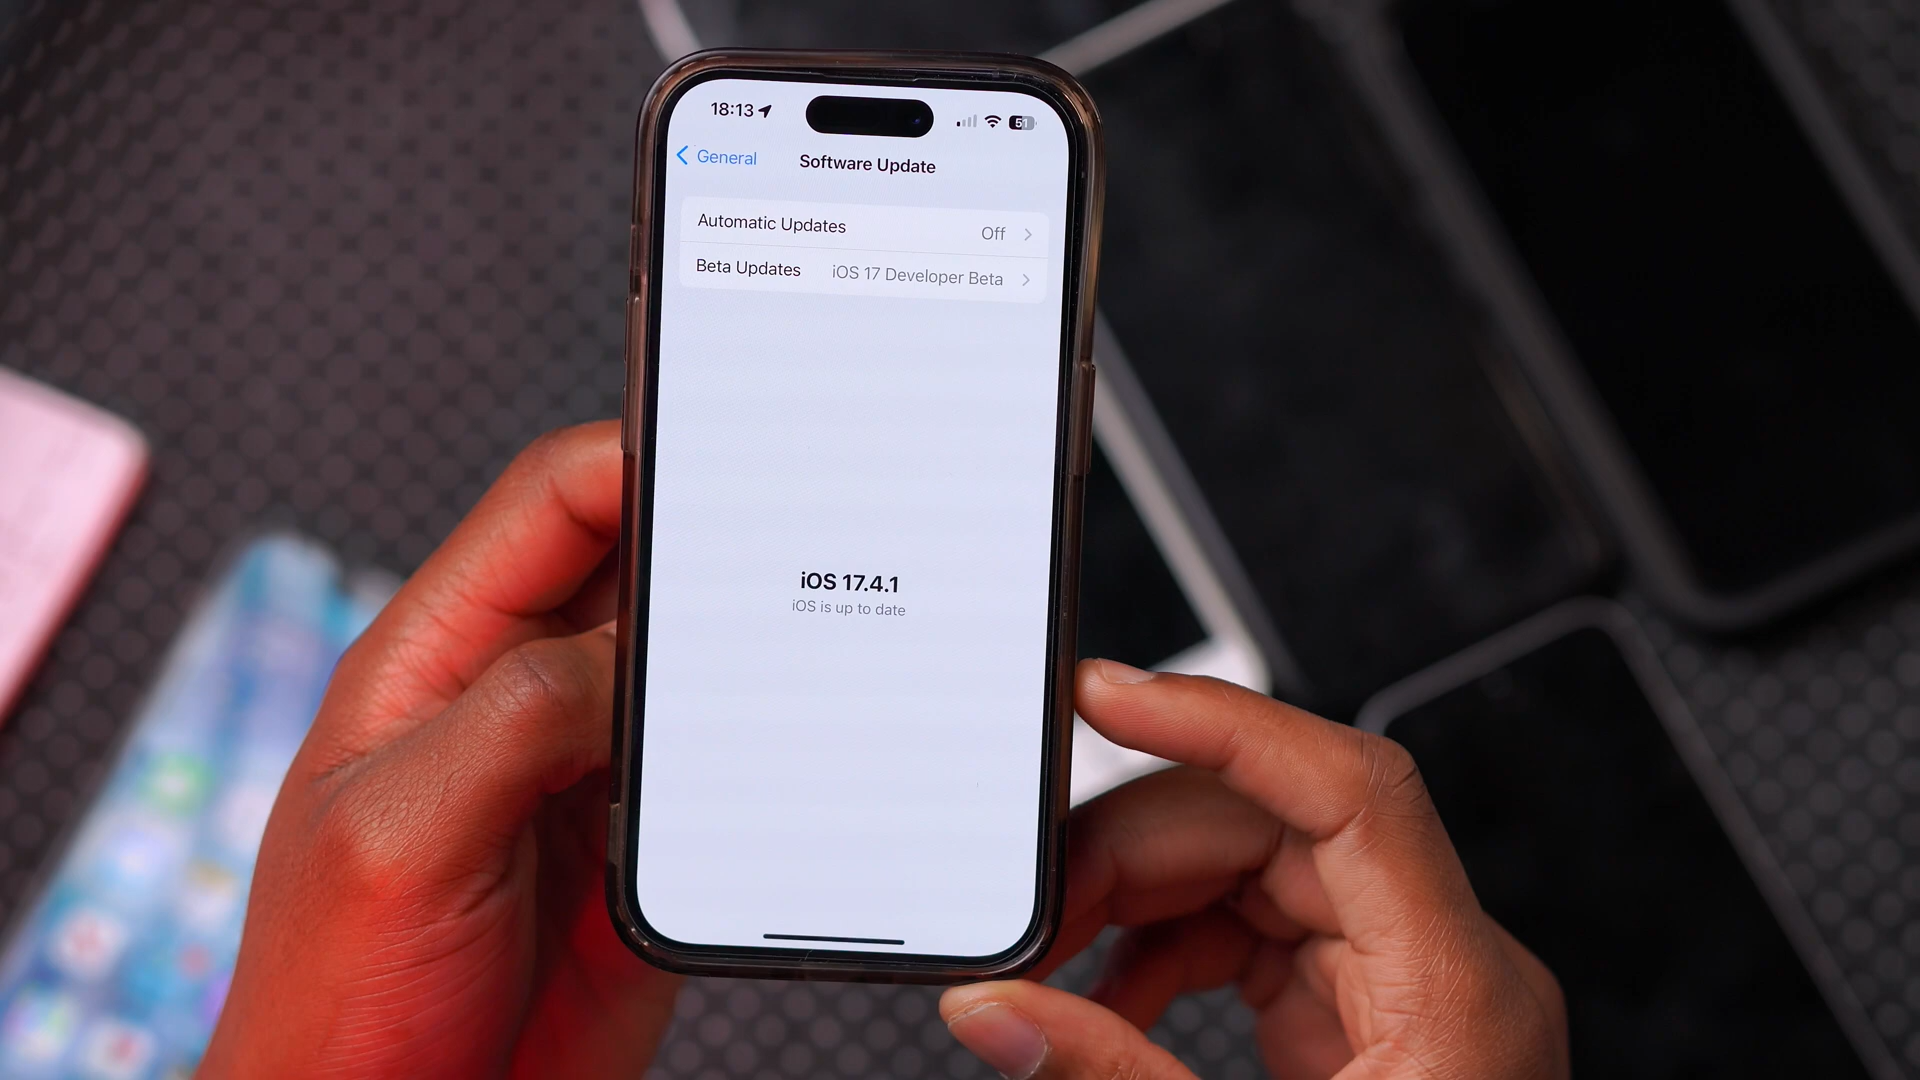 18:13
51
General
Software Update
Automatic Updates Off
Beta Updates iOS 17 Developer Beta
iOS 17.4.1
iOS is up to date